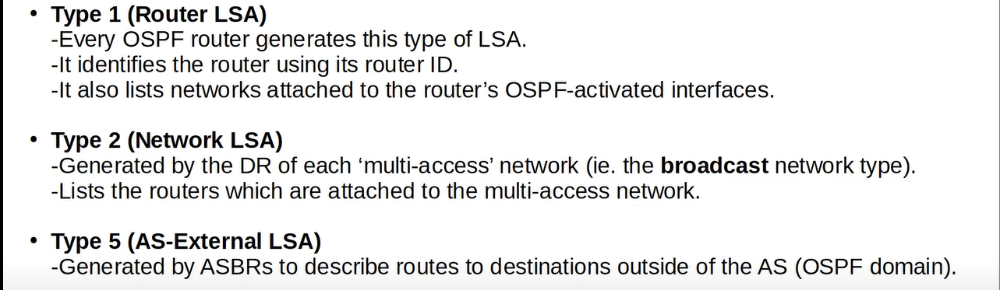 • Type 1 (Router LSA)
-Every OSPF router generates this type of LSA.
-It identifies the router using its router ID.
-It also lists networks attached to the router’s OSPF-activated interfaces.
• Type 2 (Network LSA)
-Generated by the DR of each ‘multi-access’ network (ie. the broadcast network type).
-Lists the routers which are attached to the multi-access network.
• Type 5 (AS-External LSA)
-Generated by ASBRs to describe routes to destinations outside of the AS (OSPF domain).